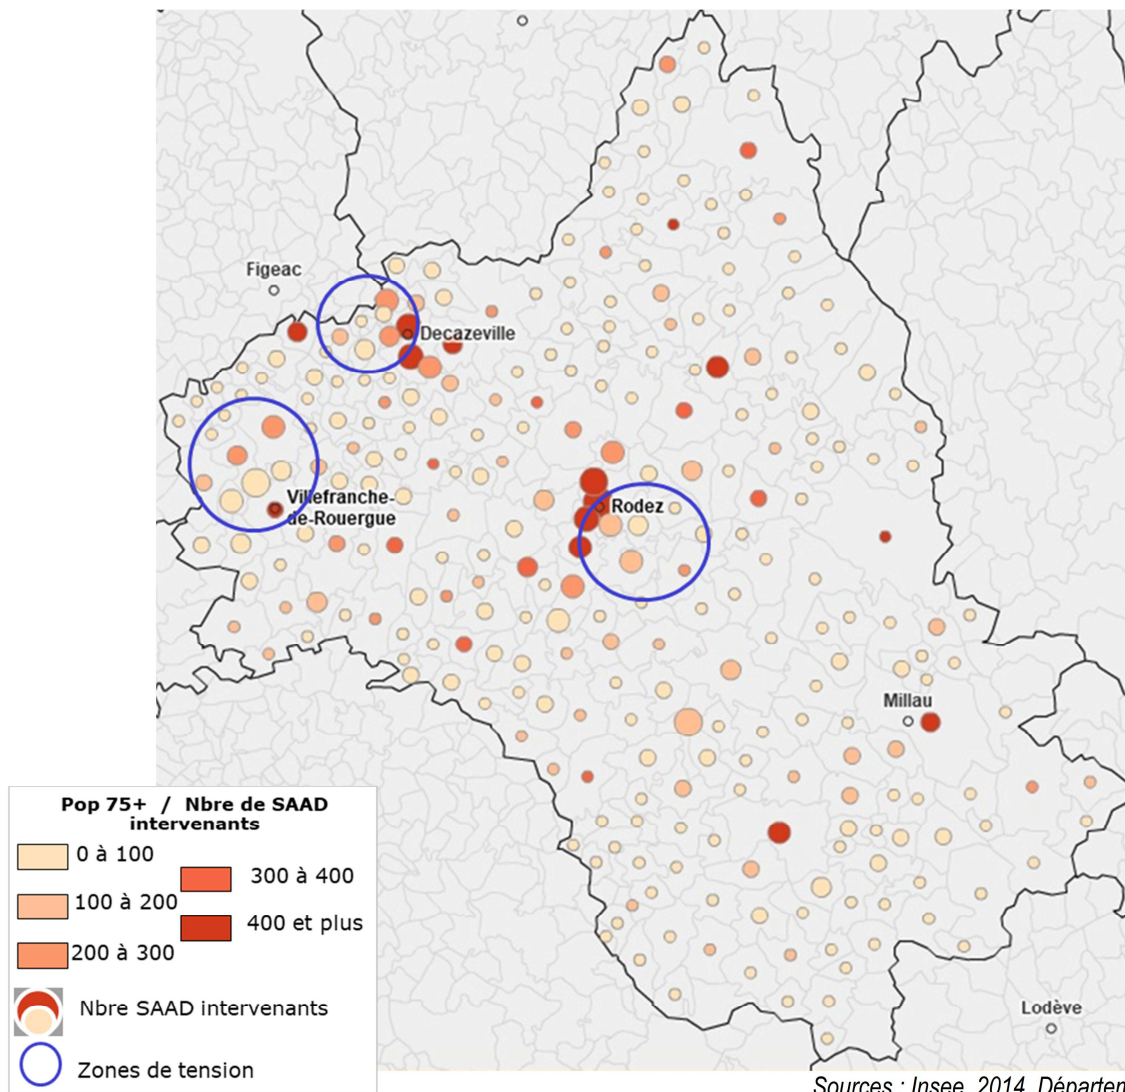 Figeac
Decazeville
Villefranche-
de-Rouergue
Rodez
Millau
Lodève
Pop 75+ / Nbre de SAAD
intervenants
0 à 100
100 à 200
200 à 300
300 à 400
400 et plus
Nbre SAAD intervenants
Zones de tension
Sources : Insee, 2014, Départem